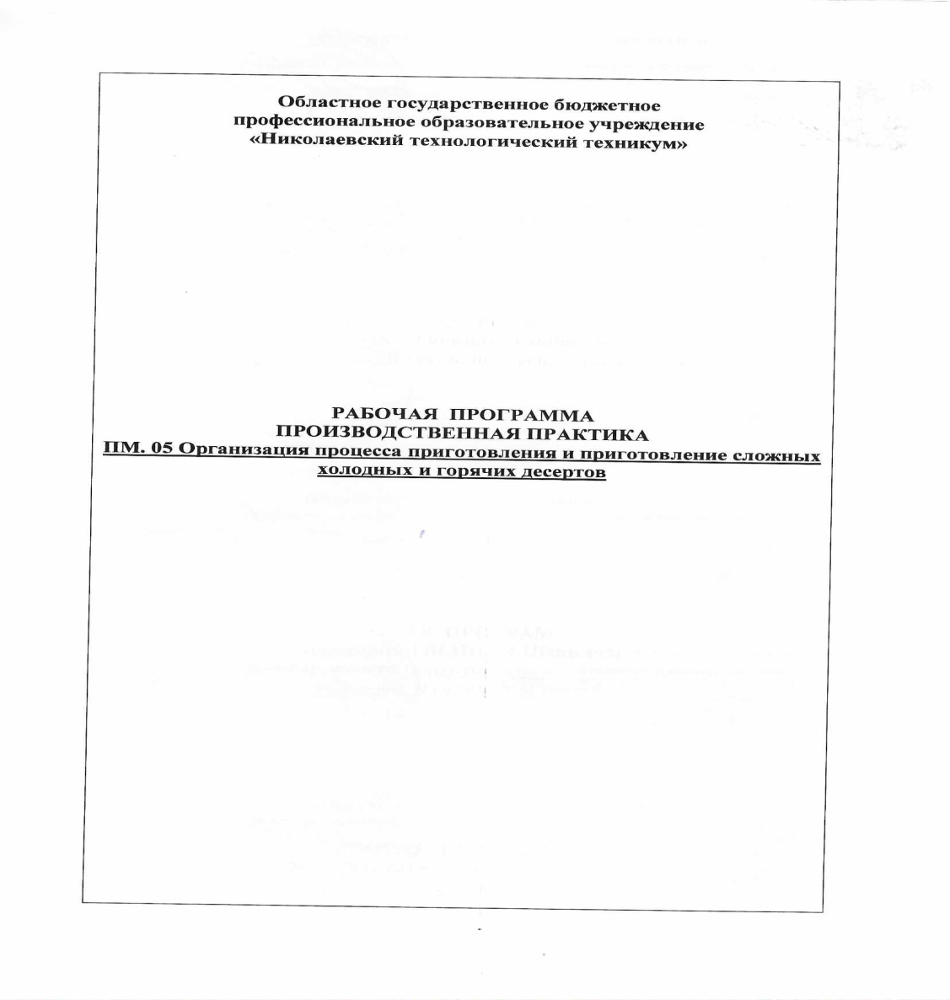 Областное государственное бюджетное
профессиональное образовательное учреждение
«Николаевский технологический техникум»
РАБОЧАЯ ПРОГРАММА
ПРОИЗВОДСТВЕННАЯ ПРАКТИКА
ПМ. 05 Организация процесса приготовления и приготовление сложных
холодных и горячих десертов